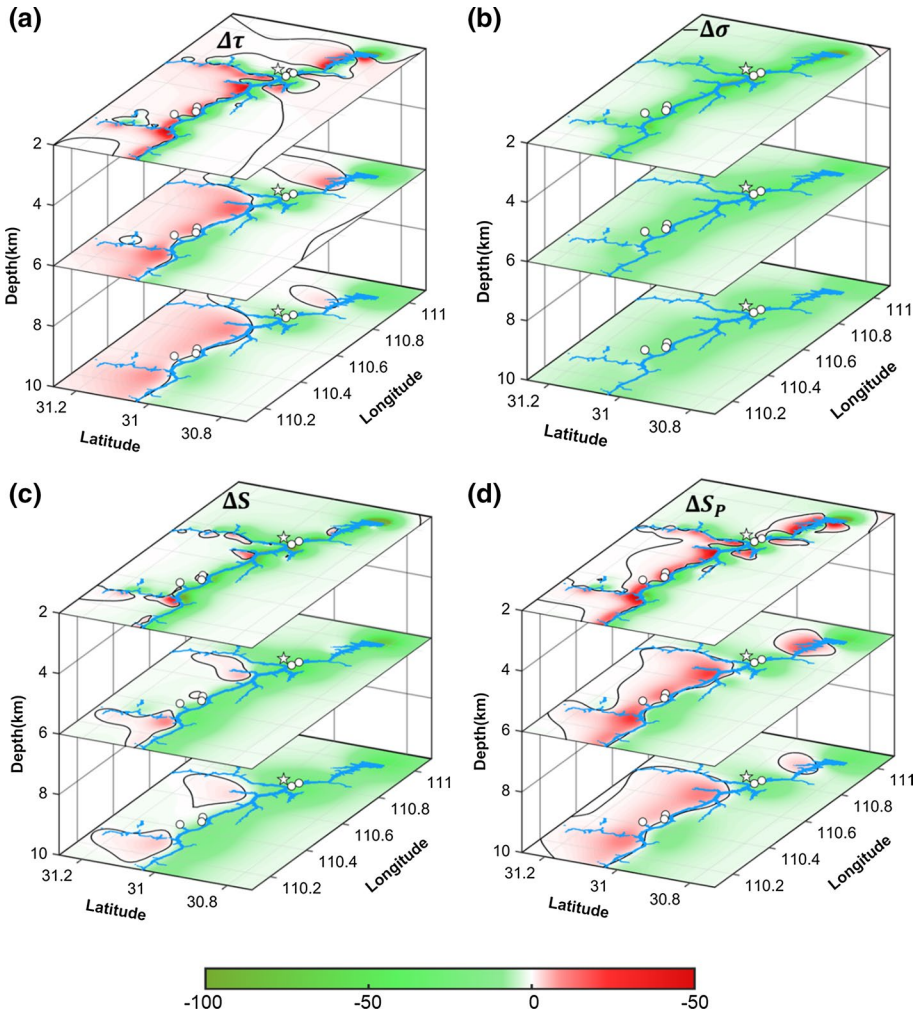 (a)
Δτ
2
4
6
8
10
Depth(km)
31.2
31
30.8
Latitude
110.2
110.4
110.6
110.8
111
Longitude
(b)
−Δσ
2
4
6
8
10
Depth(km)
31.2
31
30.8
Latitude
110.2
110.4
110.6
110.8
111
Longitude
(c)
ΔS
2
4
6
8
10
Depth(km)
31.2
31
30.8
Latitude
110.2
110.4
110.6
110.8
111
Longitude
(d)
ΔS_P
2
4
6
8
10
Depth(km)
31.2
31
30.8
Latitude
110.2
110.4
110.6
110.8
111
Longitude
-100 -50 0 -50